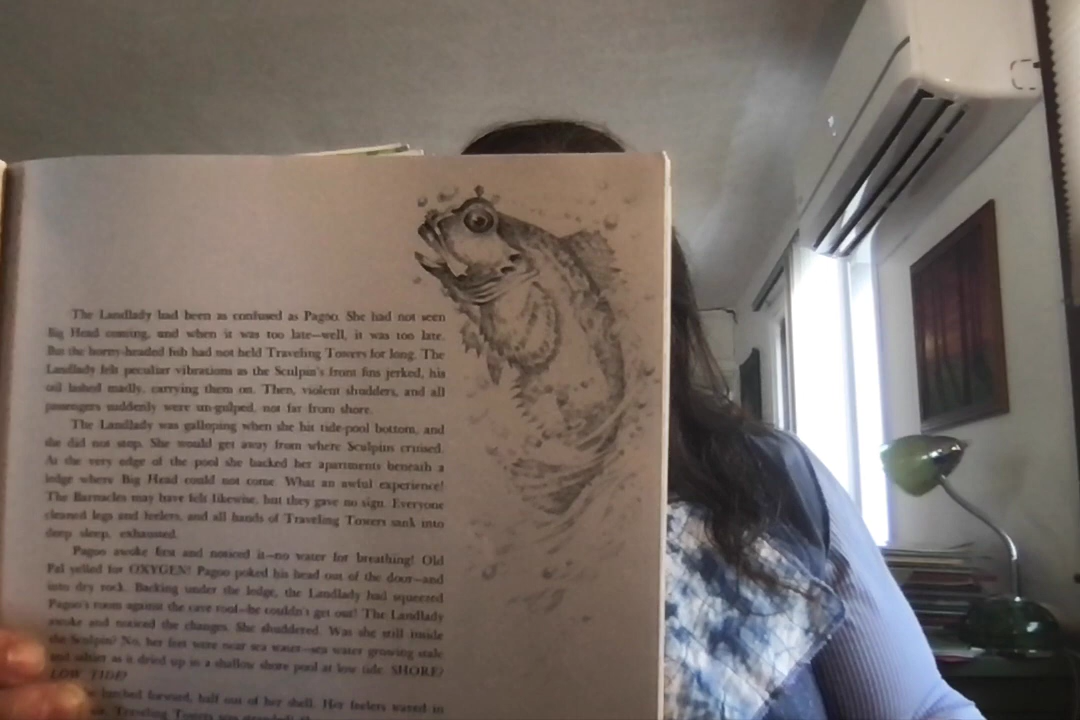 The Landlady had been as confused as Pagoo. She had not seen
Big Head coming, and when it was too late—well, it was too late.
But the horny-headed fish had not held Traveling Towers for long. The
Landlady felt peculiar vibrations as the Sculpin's front fins jerked, his
tail lashed madly, carrying them on. Then, violent shudders, and all
passengers suddenly were un-gulped, not far from shore.
The Landlady was galloping when she hit tide-pool bottom, and
she did not stop. She would get away from where Sculpins cruised.
At the very edge of the pool she backed her apartments beneath a
ledge where Big Head could not come. What an awful experience!
The Barnacles may have felt likewise, but they gave no sign. Everyone
cleaned legs and feelers, and all hands of Traveling Towers sank into
deep sleep, exhausted.
Pagoo awoke first and noticed it—no water for breathing! Old
Pal yelled for OXYGEN! Pagoo poked his head out of the door—and
into dry rock. Backing under the ledge, the Landlady had squeezed
Pagoo's room against the cave roof—he couldn't get out! The Landlady
awoke and noticed the changes. She shuddered. Was she still inside
the Sculpin? No, her feet were near sea water—sea water growing stale
and saltier as it dried up in a shallow shore pool at low tide. SHORE?
LOW TIDE?
lurched forward, half out of her shell. Her feelers waved in
Traveling Towers was stranded!